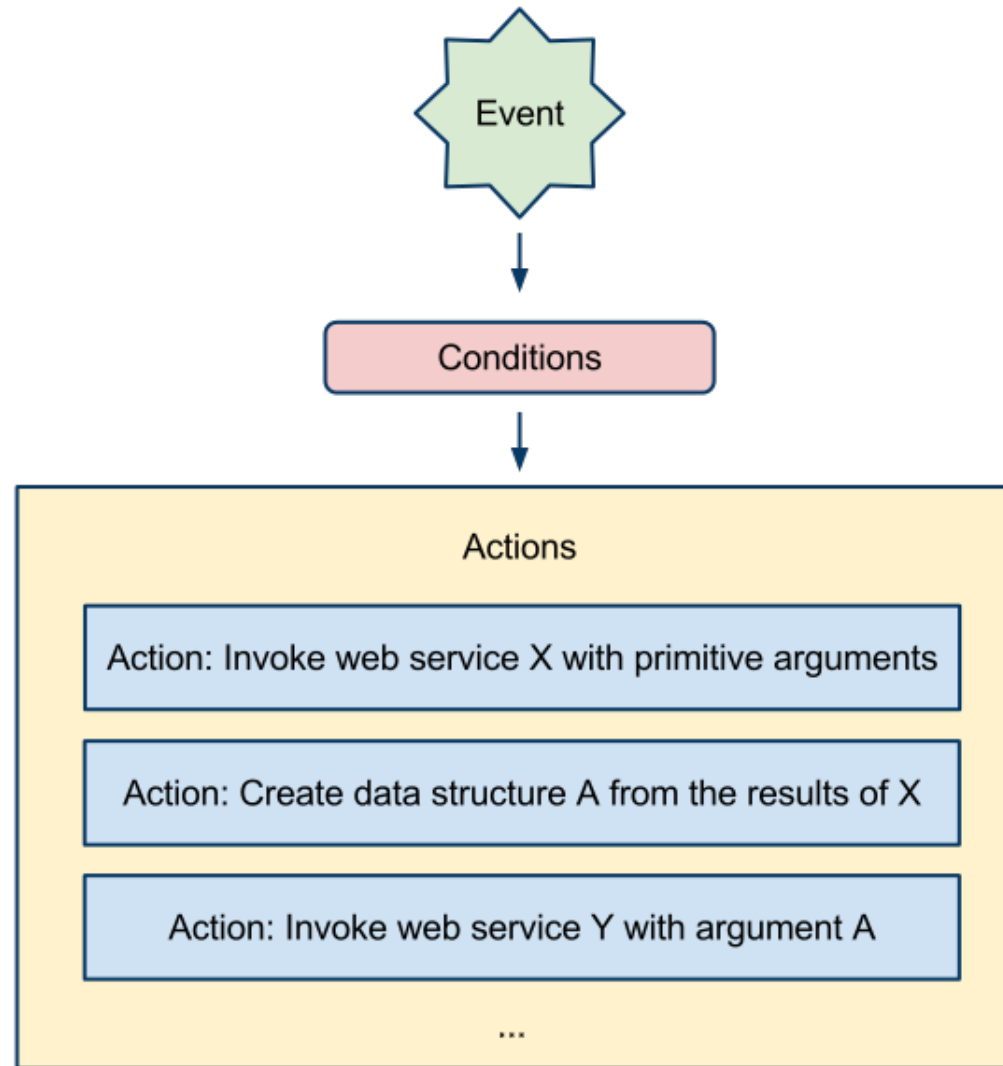 Event
Conditions
Actions
Action: Invoke web service X with primitive arguments
Action: Create data structure A from the results of X
Action: Invoke web service Y with argument A
...